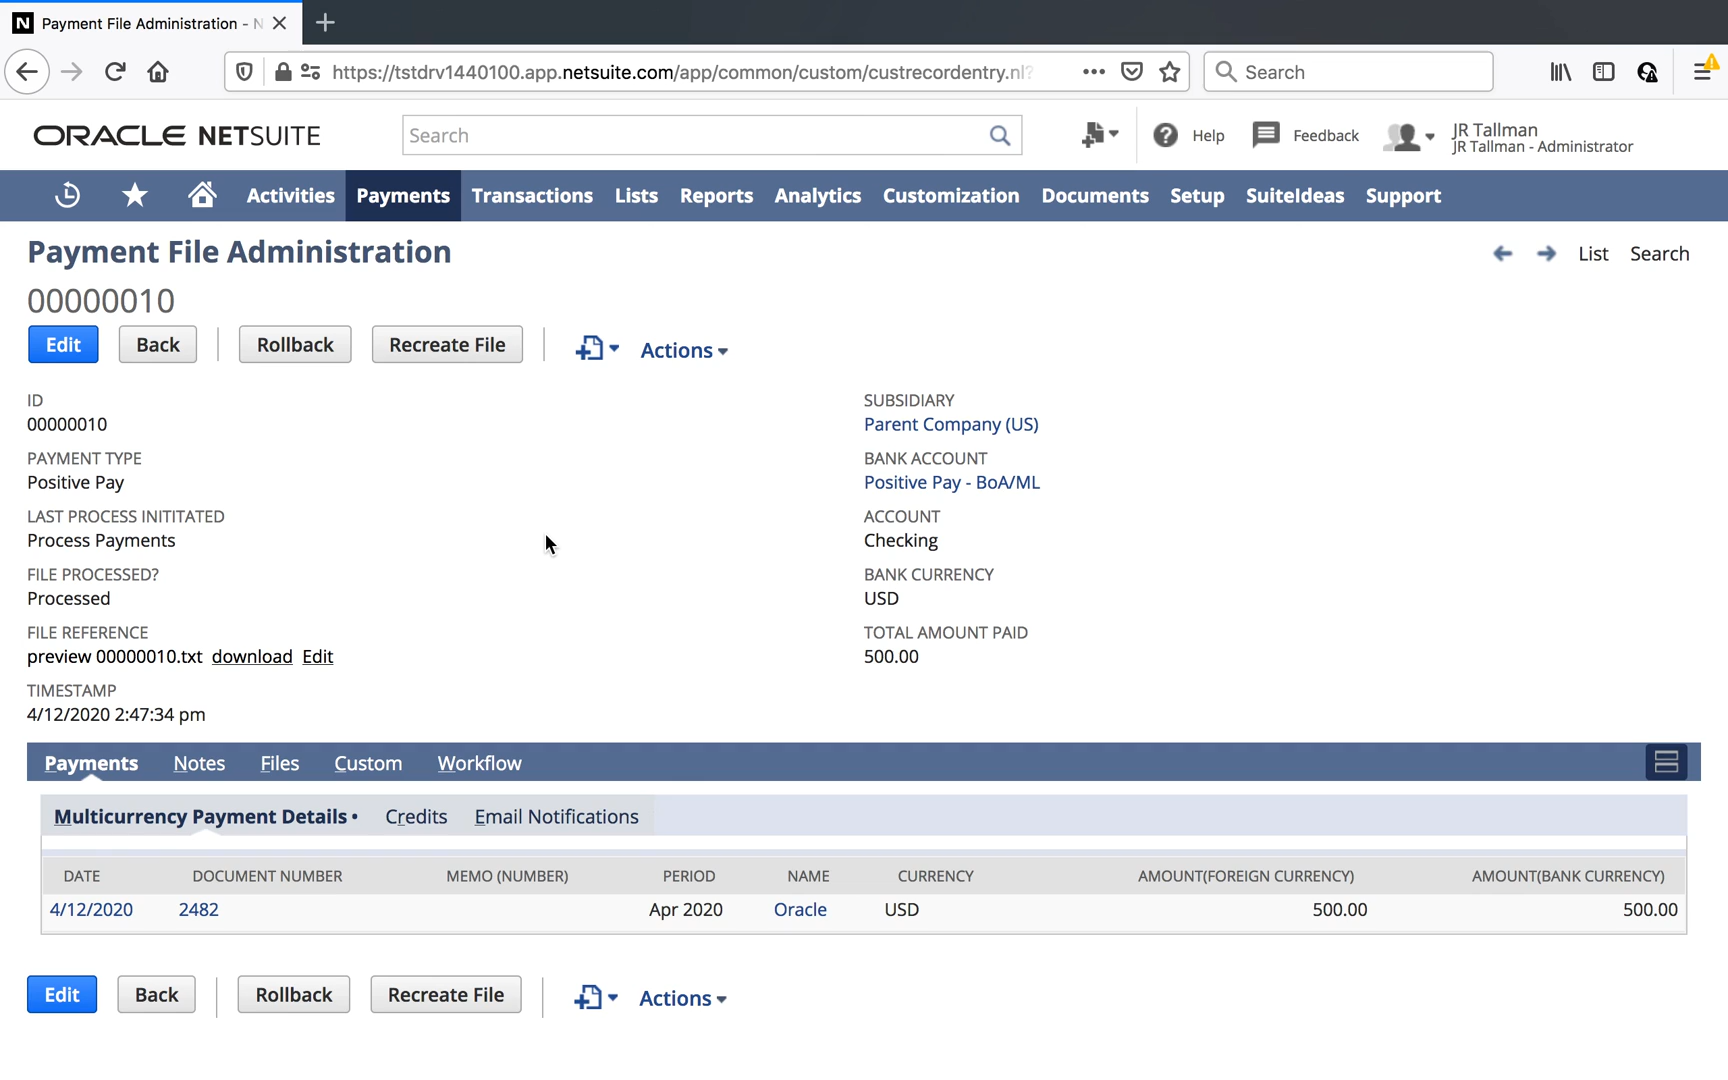 Payment File Administration - N
https://tstdrv1440100.app.netsuite.com/app/common/custom/custrecordentry.nl?
Search
ORACLE NETSUITE
Search
Help
Feedback
JR Tallman
JR Tallman - Administrator
Activities Payments Transactions Lists Reports Analytics Customization Documents Setup SuiteIdeas Support
Payment File Administration
List Search
00000010
Edit Back Rollback Recreate File Actions
ID
00000010
PAYMENT TYPE
Positive Pay
LAST PROCESS INITITATED
Process Payments
FILE PROCESSED?
Processed
FILE REFERENCE
preview 00000010.txt download Edit
TIMESTAMP
4/12/2020 2:47:34 pm
SUBSIDIARY
Parent Company (US)
BANK ACCOUNT
Positive Pay - BoA/ML
ACCOUNT
Checking
BANK CURRENCY
USD
TOTAL AMOUNT PAID
500.00
Payments Notes Files Custom Workflow
Multicurrency Payment Details • Credits Email Notifications
DATE DOCUMENT NUMBER MEMO (NUMBER) PERIOD NAME CURRENCY AMOUNT(FOREIGN CURRENCY) AMOUNT(BANK CURRENCY)
4/12/2020 2482 Apr 2020 Oracle USD 500.00 500.00
Edit Back Rollback Recreate File Actions